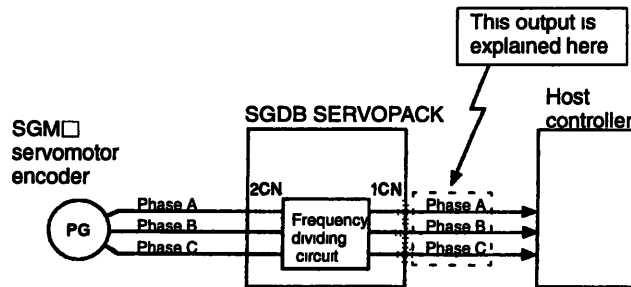 This output is
explained here
SGDB SERVOPACK
Host
controller
SGM□
servomotor
encoder
2CN
1CN
Phase A
Phase A
PG
Phase B
Frequency
dividing
circuit
Phase B
Phase C
Phase C